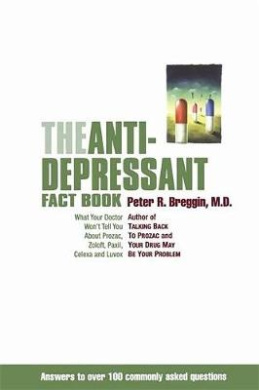 THE ANTI-
DEPRESSANT
FACT BOOK Peter R. Breggin, M.D.
What Your Doctor
Won't Tell You
About Prozac,
Zoloft, Paxil,
Celexa and Luvox
Author of
TALKING BACK
TO PROZAC and
YOUR DRUG MAY
BE YOUR PROBLEM
Answers to over 100 commonly asked questions